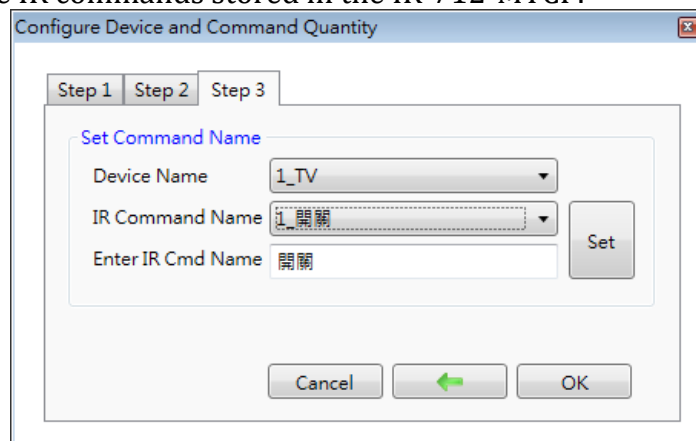 e IR commands stored in the IR-712-MTCP.
Configure Device and Command Quantity
Step 1 Step 2 Step 3
Set Command Name
Device Name 1_TV
IR Command Name 1_開關
Enter IR Cmd Name 開關
Set
Cancel OK